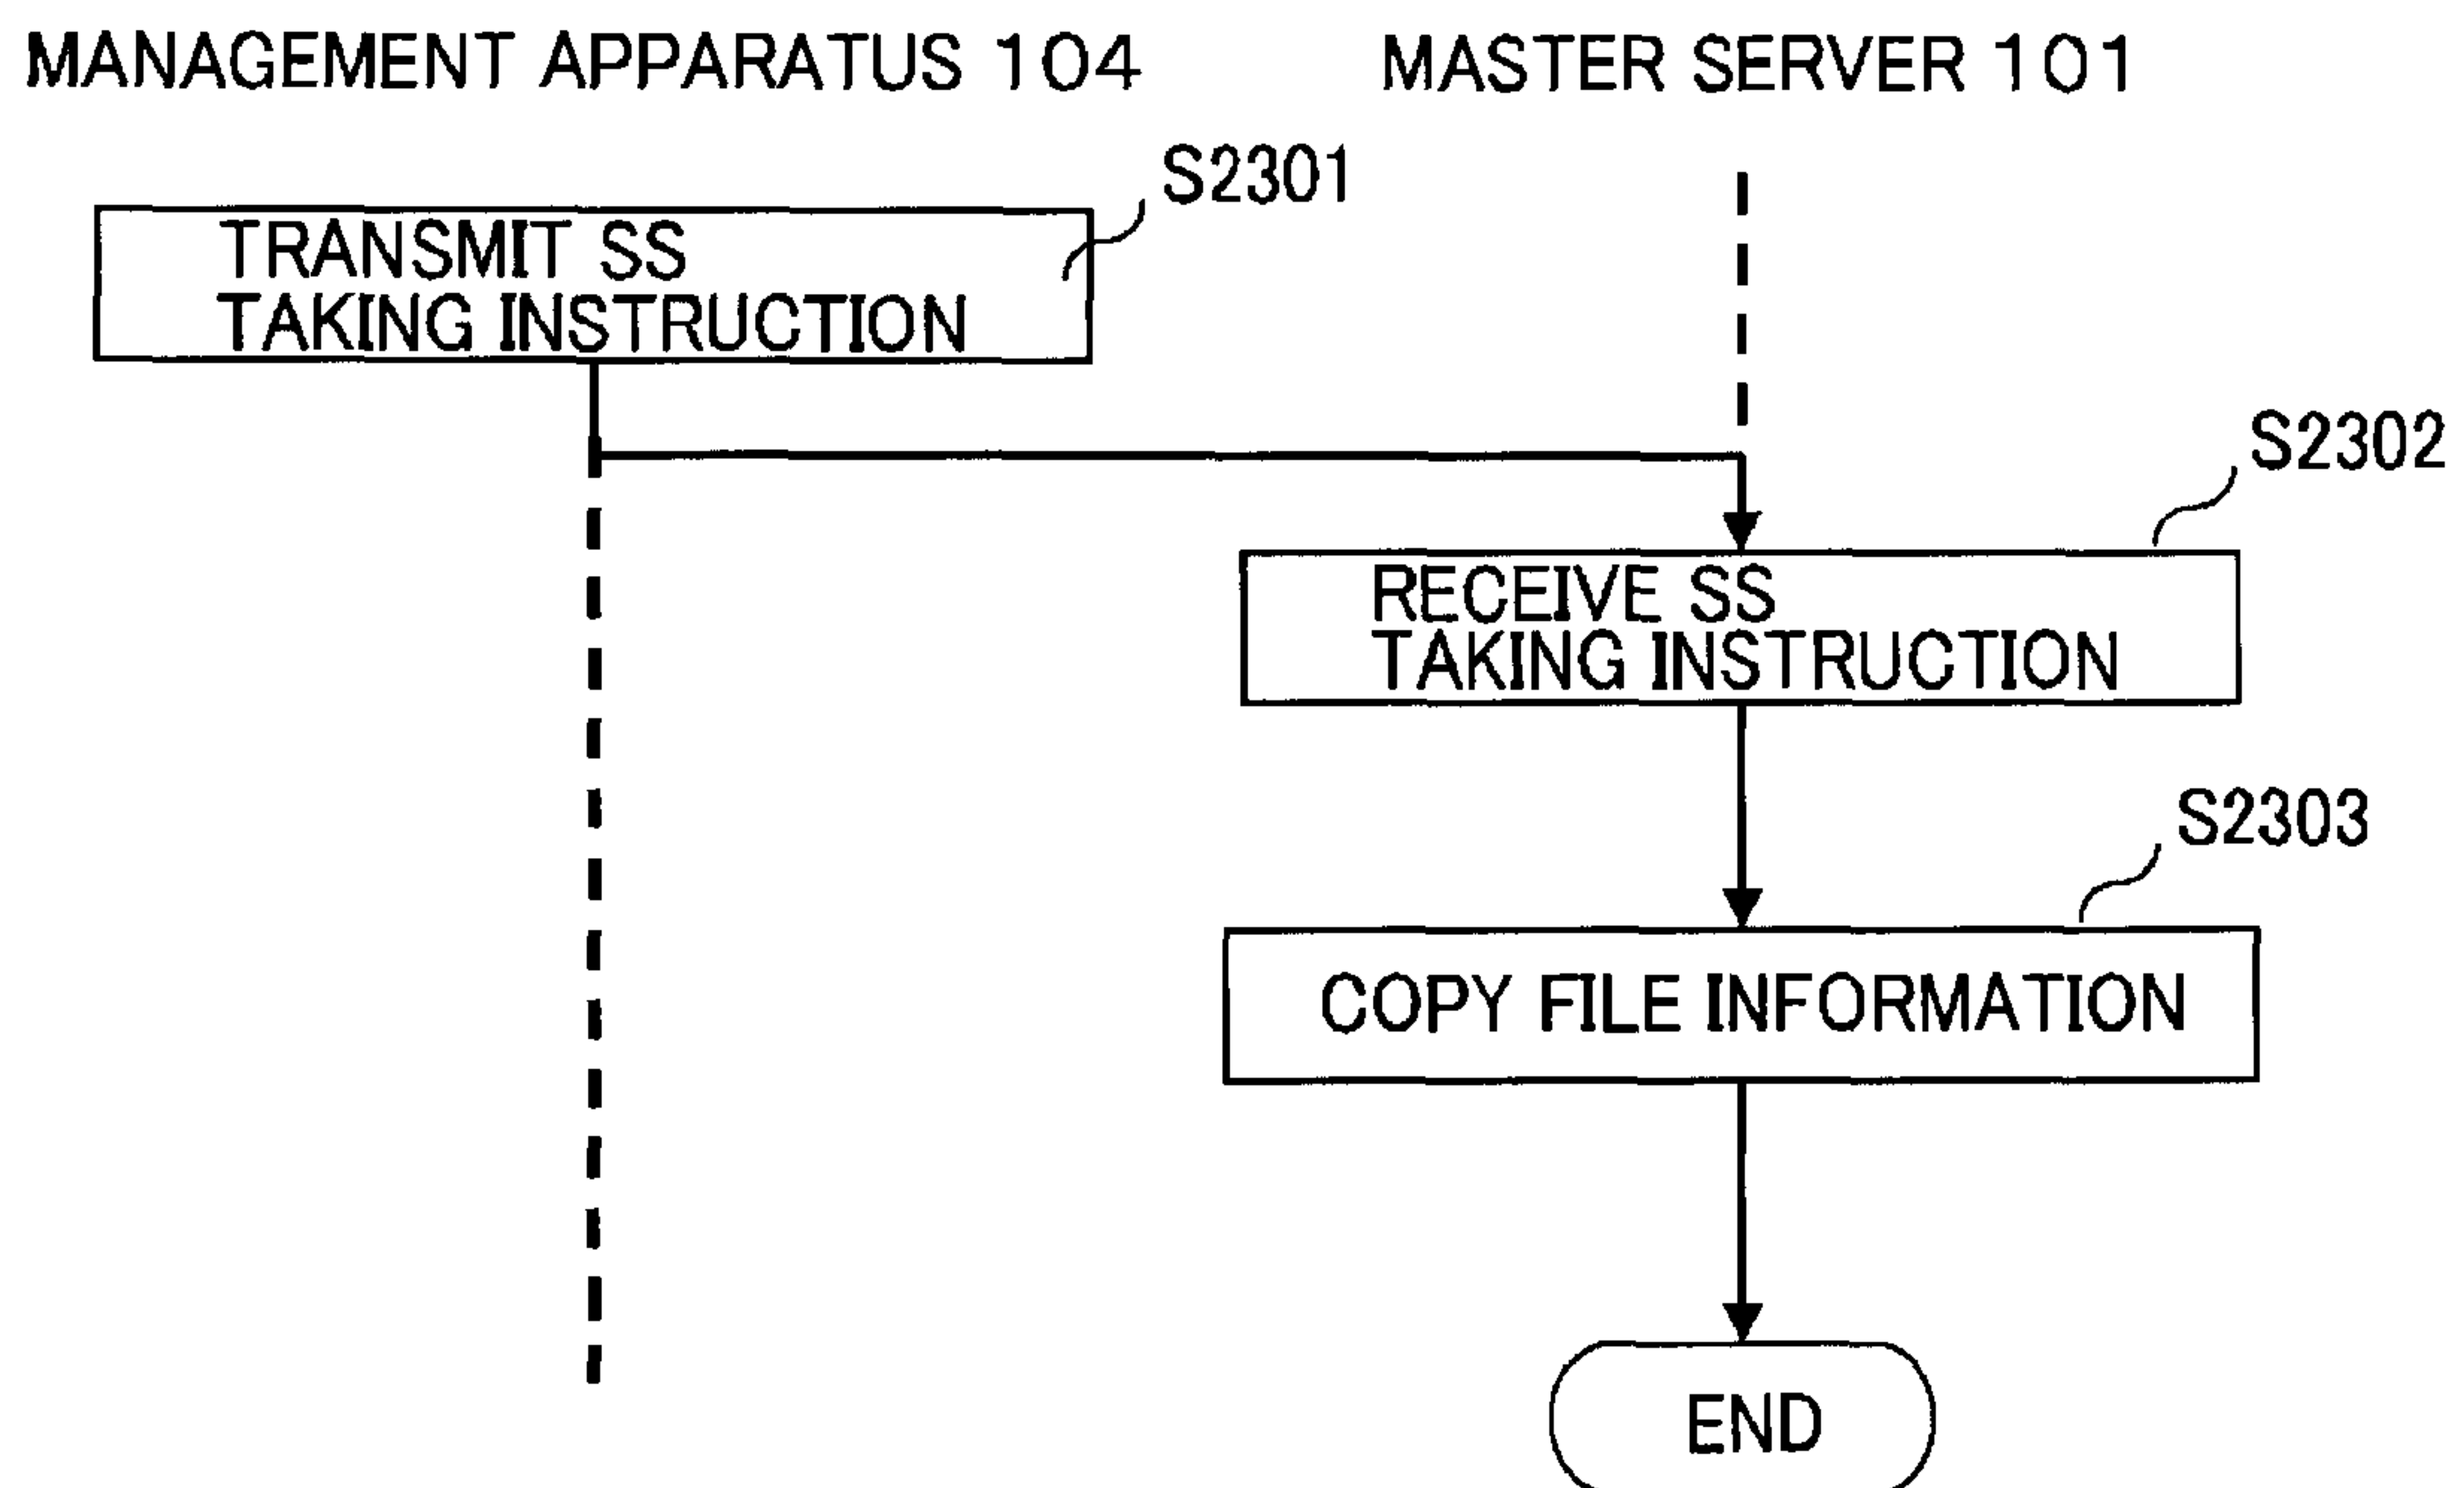 MANAGEMENT APPARATUS 104
MASTER SERVER 101
S2301
TRANSMIT SS
TAKING INSTRUCTION
S2302
RECEIVE SS
TAKING INSTRUCTION
S2303
COPY FILE INFORMATION
END